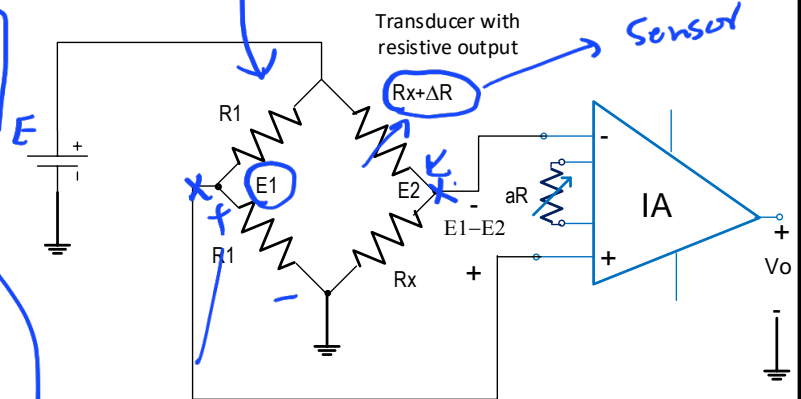 Transducer with
resistive output
Sensor
Rx+ΔR
R1
E
+
-
E1
E2
-
aR
IA
E1−E2
+
R1
Rx
-
+
+
Vo
-